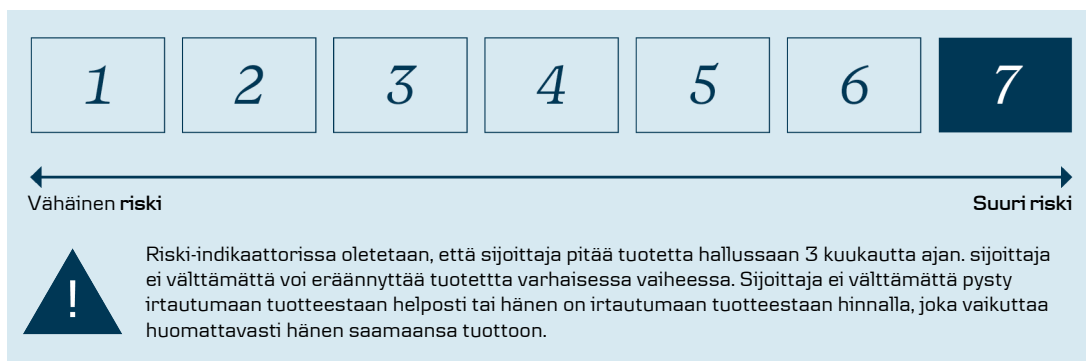 1 2 3 4 5 6 7
Vähäinen riski Suuri riski
Riski-indikaattorissa oletetaan, että sijoittaja pitää tuotetta hallussaan 3 kuukautta ajan. sijoittaja
ei välttämättä voi eräännyttää tuotettta varhaisessa vaiheessa. Sijoittaja ei välttämättä pysty
irtautumaan tuotteestaan helposti tai hänen on irtautumaan tuotteestaan hinnalla, joka vaikuttaa
huomattavasti hänen saamaansa tuottoon.